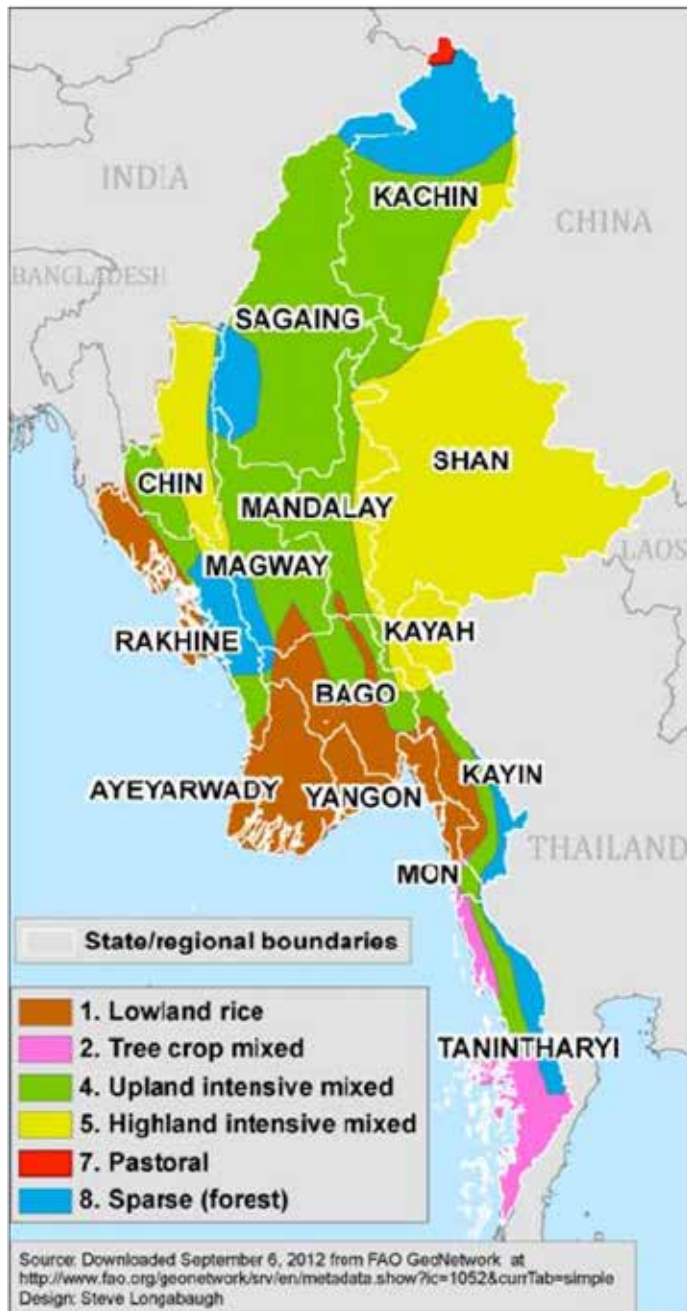 INDIA
KACHIN
CHINA
BANGLADESH
SAGAING
SHAN
CHIN
MANDALAY
LAOS
MAGWAY
RAKHINE
KAYAH
BAGO
AYEYARWADY
YANGON
KAYIN
THAILAND
MON
State/regional boundaries
TANINTHARYI
1. Lowland rice
2. Tree crop mixed
4. Upland intensive mixed
5. Highland intensive mixed
7. Pastoral
8. Sparse (forest)
Source: Downloaded September 6, 2012 from FAO GeoNetwork at
http://www.fao.org/geonetwork/srv/en/metadata.show?ic=1052&currTab=simple
Design: Steve Longabaugh